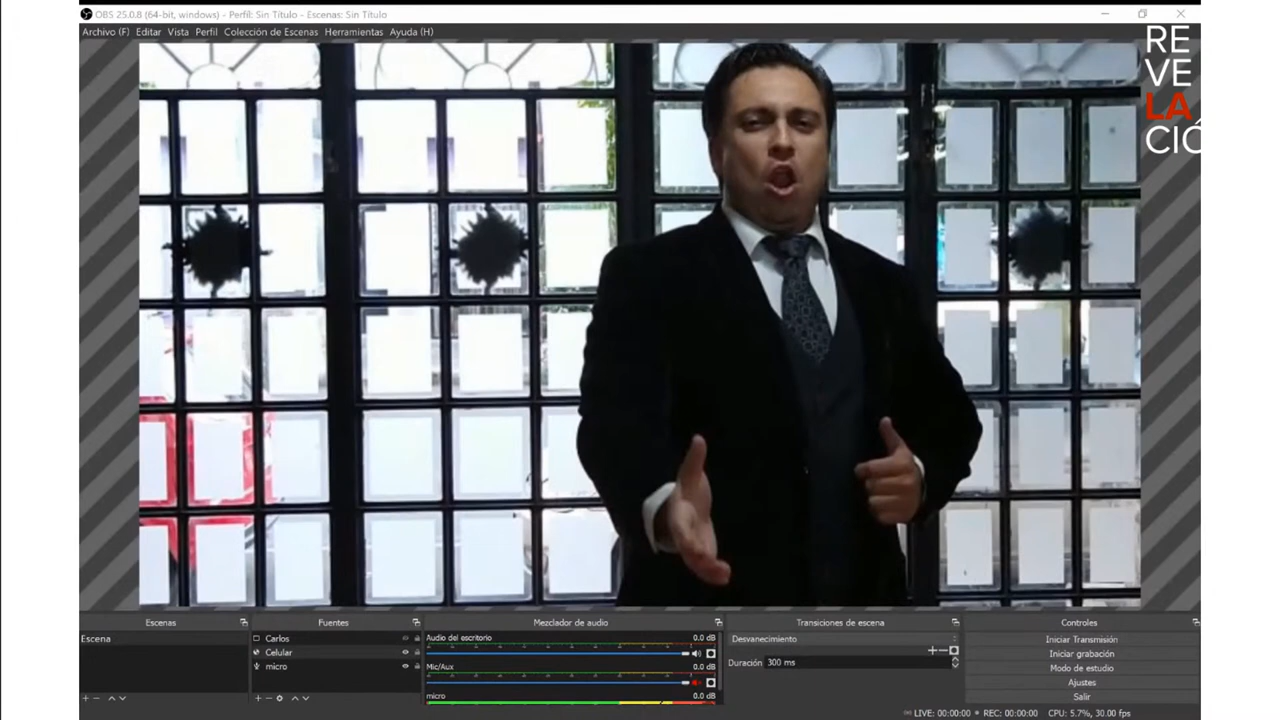 OBS 25.0.8 (64-bit, windows) - Perfil: Sin Título - Escenas: Sin Título
Archivo (F) Editar Vista Perfil Colección de Escenas Herramientas Ayuda (H)
RE
VE
LA
CIÓ
Escenas Fuentes Mezclador de audio Transiciones de escena Controles
Escena
Carlos
Celular
micro
Audio del escritorio 0.0 dB
Mic/Aux 0.0 dB
micro 0.0 dB
Desvanecimiento
Duración 300 ms
Iniciar Transmisión
Iniciar grabación
Modo de estudio
Ajustes
Salir
LIVE: 00:00:00 REC: 00:00:00 CPU: 5.7%, 30.00 fps